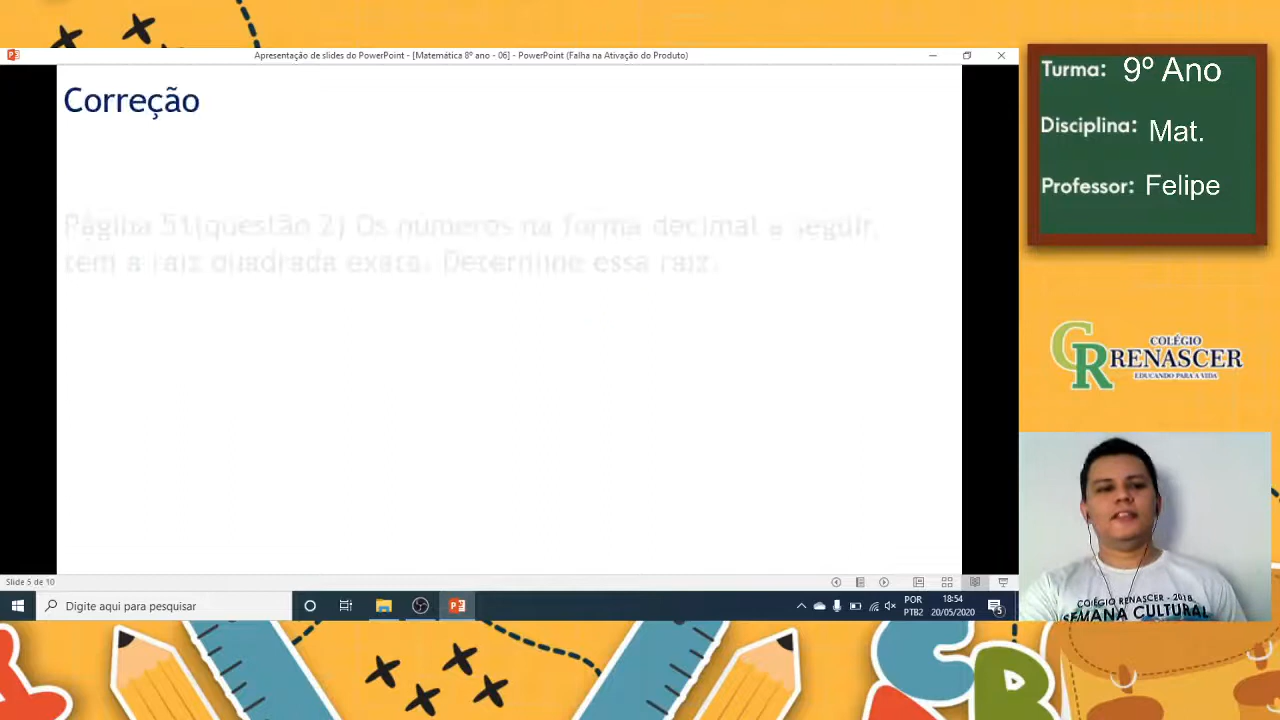 Apresentação de slides do PowerPoint - [Matemática 8º ano - 06] - PowerPoint (Falha na Ativação do Produto)
Correção
Página 51(questão 2) Os números na forma decimal a seguir,
tem a raiz quadrada exata. Determine essa raiz.
Slide 5 de 10
Digite aqui para pesquisar
POR
PTB2
18:54
20/05/2020
5
Turma: 9º Ano
Disciplina: Mat.
Professor: Felipe
CR
COLÉGIO
RENASCER
EDUCANDO PARA A VIDA
COLÉGIO RENASCER - 2018
SEMANA CULTURAL